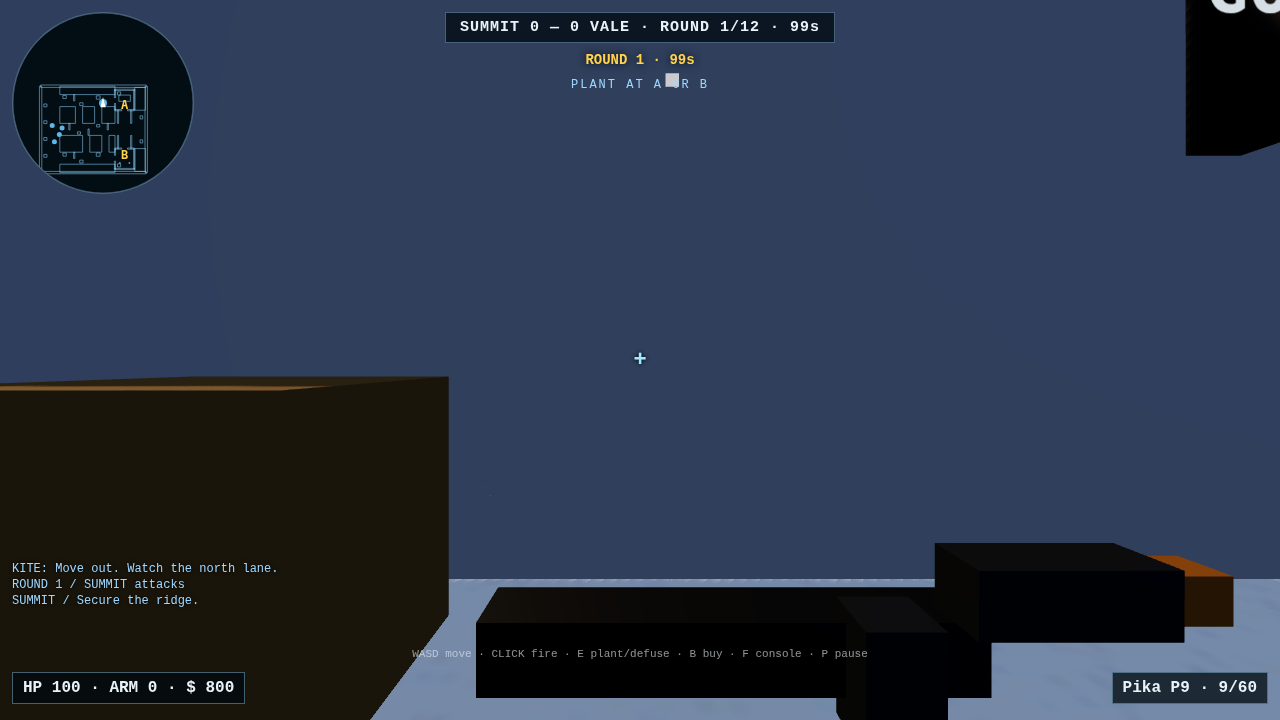 SUMMIT 0 — 0 VALE · ROUND 1/12 · 99s
ROUND 1 · 99s
PLANT AT A OR B
A
B
KITE: Move out. Watch the north lane.
ROUND 1 / SUMMIT attacks
SUMMIT / Secure the ridge.
WASD move · CLICK fire · E plant/defuse · B buy · F console · P pause
HP 100 · ARM 0 · $ 800
Pika P9 · 9/60